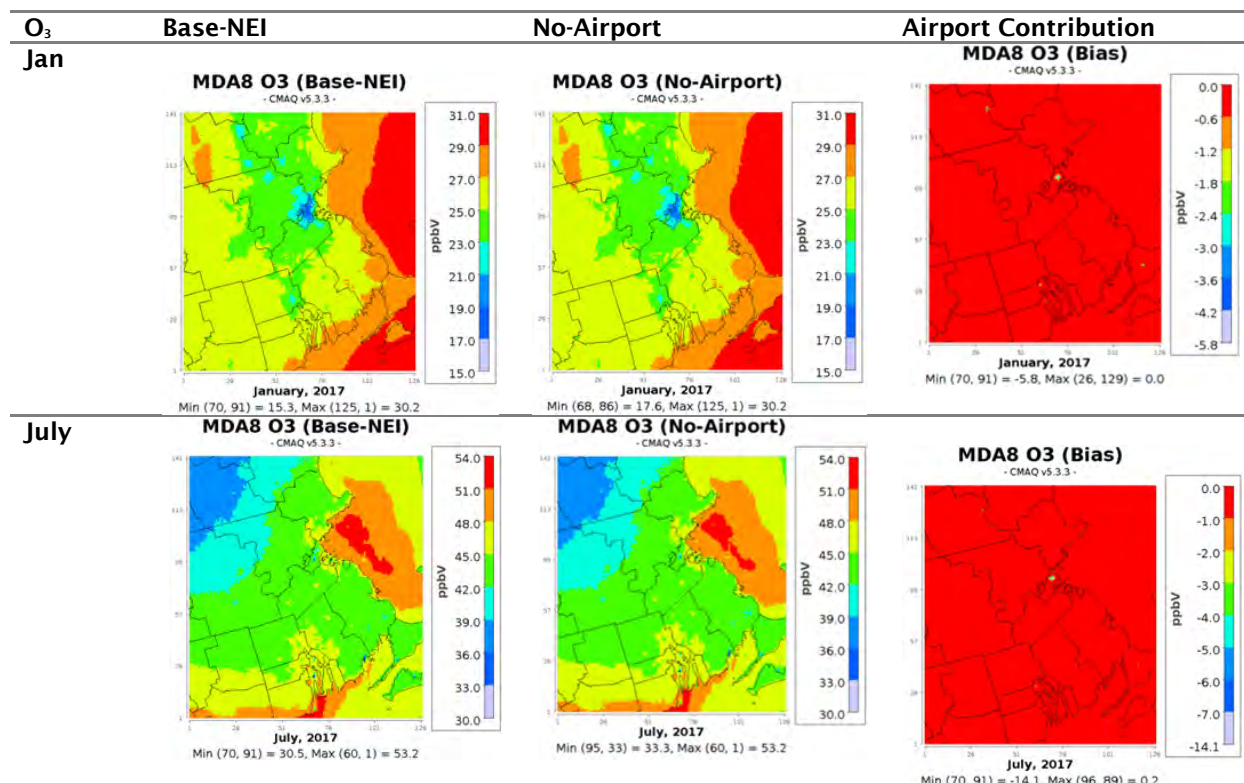 O₃ Base-NEI No-Airport Airport Contribution
Jan
MDA8 O3 (Base-NEI)
- CMAQ v5.3.3 -
31.0
29.0
27.0
25.0
23.0
21.0
19.0
17.0
15.0
ppbV
January, 2017
Min (70, 91) = 15.3, Max (125, 1) = 30.2
MDA8 O3 (No-Airport)
- CMAQ v5.3.3 -
31.0
29.0
27.0
25.0
23.0
21.0
19.0
17.0
15.0
ppbV
January, 2017
Min (68, 86) = 17.6, Max (125, 1) = 30.2
MDA8 O3 (Bias)
- CMAQ v5.3.3 -
0.0
-0.6
-1.2
-1.8
-2.4
-3.0
-3.6
-4.2
-5.8
ppbV
January, 2017
Min (70, 91) = -5.8, Max (26, 129) = 0.0
July
MDA8 O3 (Base-NEI)
- CMAQ v5.3.3 -
54.0
51.0
48.0
45.0
42.0
39.0
36.0
33.0
30.0
ppbV
July, 2017
Min (70, 91) = 30.5, Max (60, 1) = 53.2
MDA8 O3 (No-Airport)
- CMAQ v5.3.3 -
54.0
51.0
48.0
45.0
42.0
39.0
36.0
33.0
30.0
ppbV
July, 2017
Min (95, 33) = 33.3, Max (60, 1) = 53.2
MDA8 O3 (Bias)
- CMAQ v5.3.3 -
0.0
-1.0
-2.0
-3.0
-4.0
-5.0
-6.0
-7.0
-14.1
ppbV
July, 2017
Min (70, 91) = -14.1, Max (96, 89) = 0.2